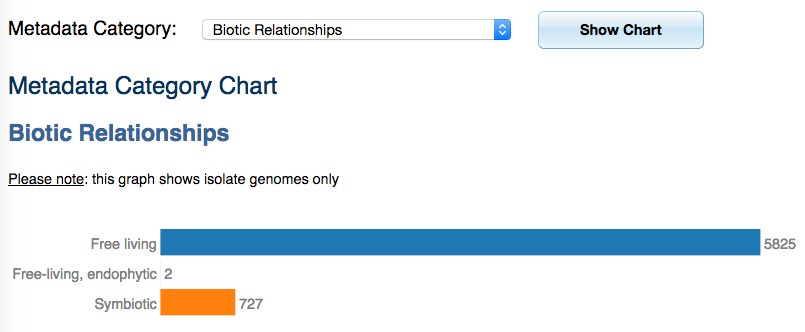 Metadata Category: Biotic Relationships Show Chart
Metadata Category Chart
Biotic Relationships
Please note: this graph shows isolate genomes only
Free living 5825
Free-living, endophytic 2
Symbiotic 727